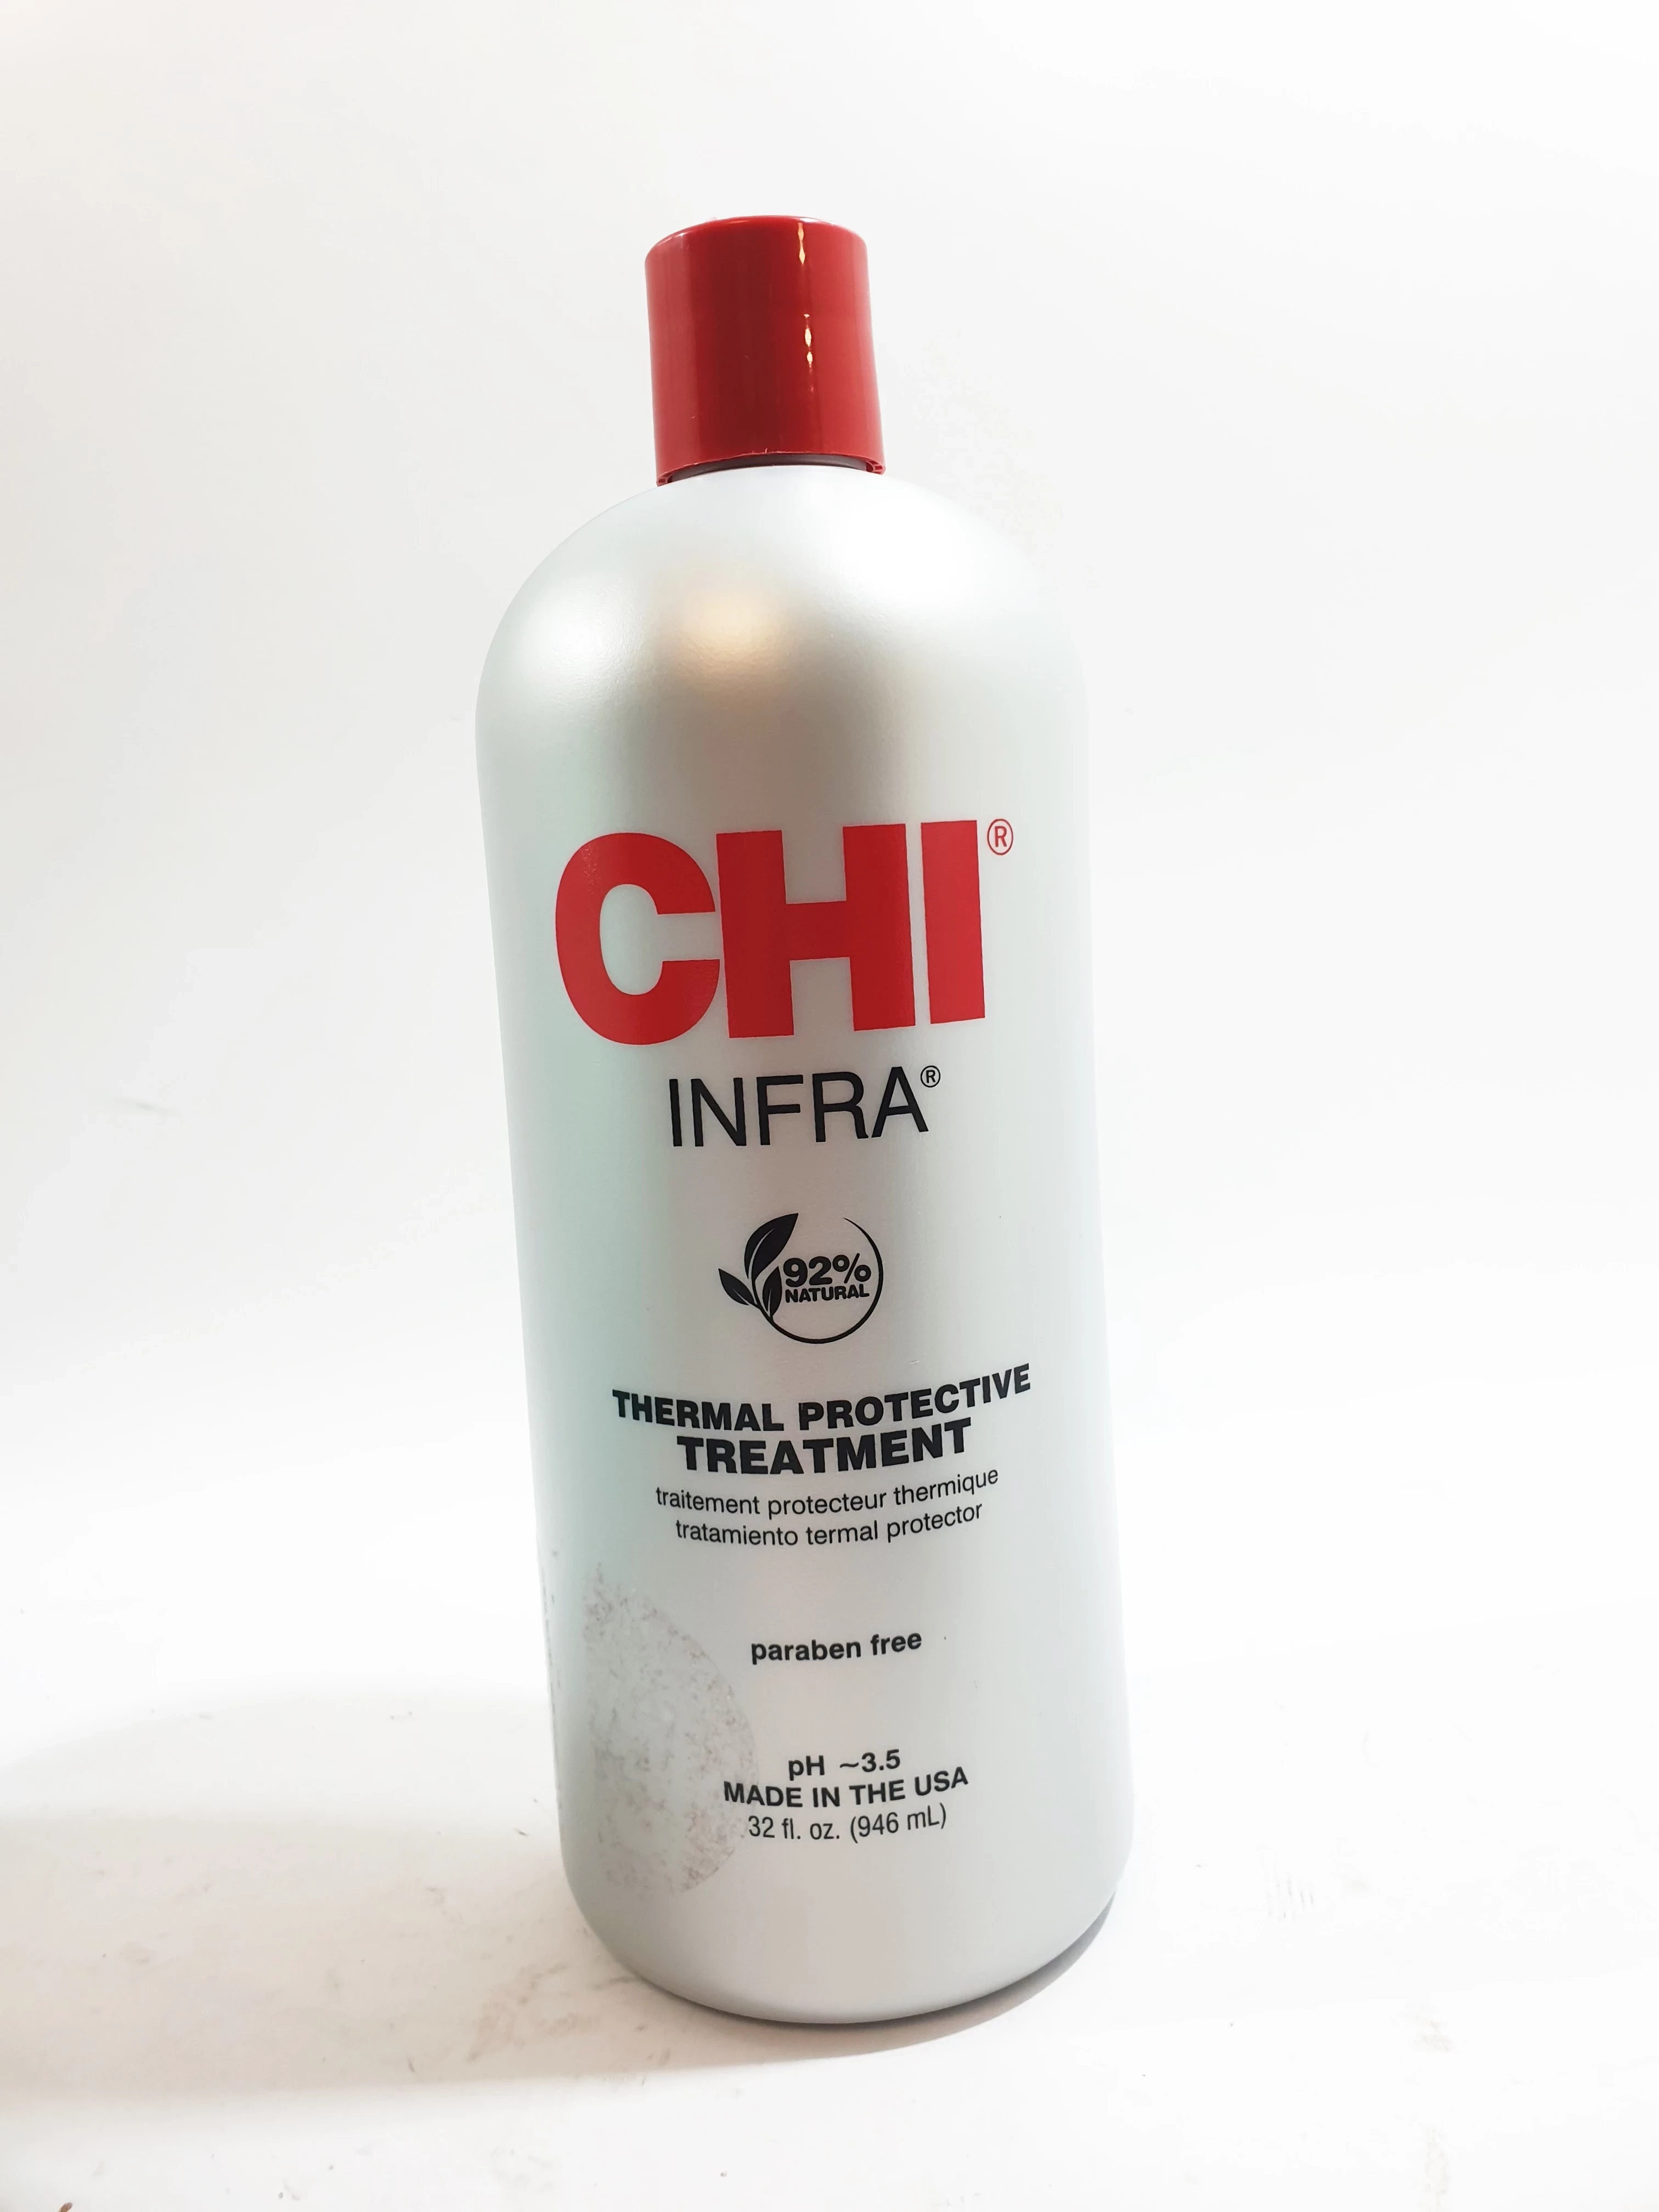 CHI®
INFRA®
92%
NATURAL
THERMAL PROTECTIVE
TREATMENT
traitement protecteur thermique
tratamiento termal protector
paraben free
pH ~3.5
MADE IN THE USA
32 fl. oz. (946 mL)